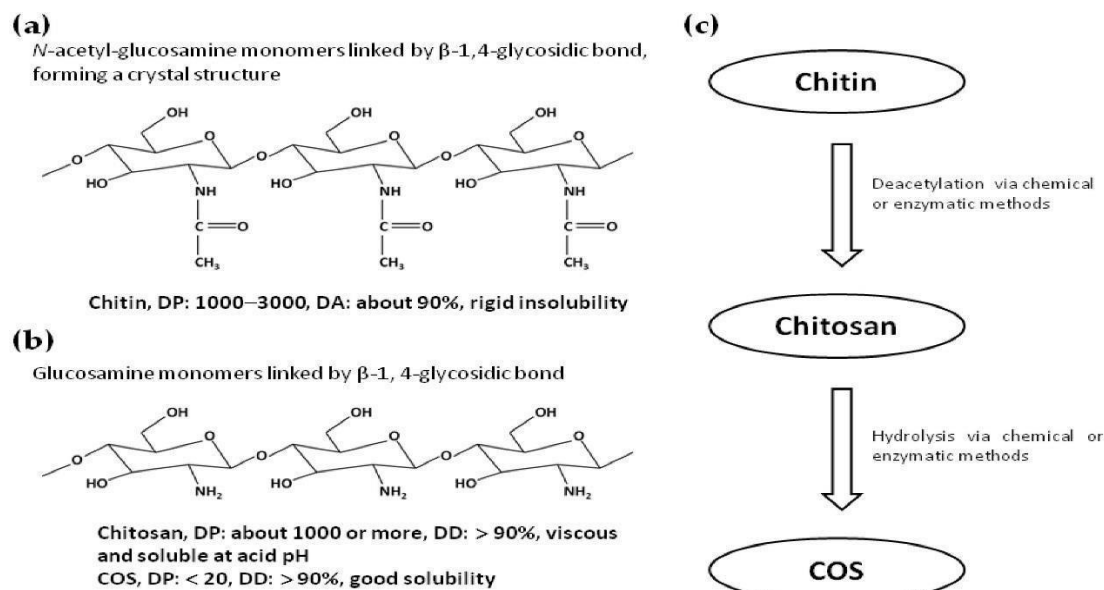 (a)
N-acetyl-glucosamine monomers linked by β-1,4-glycosidic bond,
forming a crystal structure
OH OH OH
O O O
O O O
HO HO HO
NH NH NH
C O C O C O
CH3 CH3 CH3
Chitin, DP: 1000–3000, DA: about 90%, rigid insolubility
(b)
Glucosamine monomers linked by β-1, 4-glycosidic bond
OH OH OH
O O O
O O O
HO HO HO
NH2 NH2 NH2
Chitosan, DP: about 1000 or more, DD: > 90%, viscous
and soluble at acid pH
COS, DP: < 20, DD: > 90%, good solubility
(c)
Chitin
Deacetylation via chemical
or enzymatic methods
Chitosan
Hydrolysis via chemical or
enzymatic methods
COS